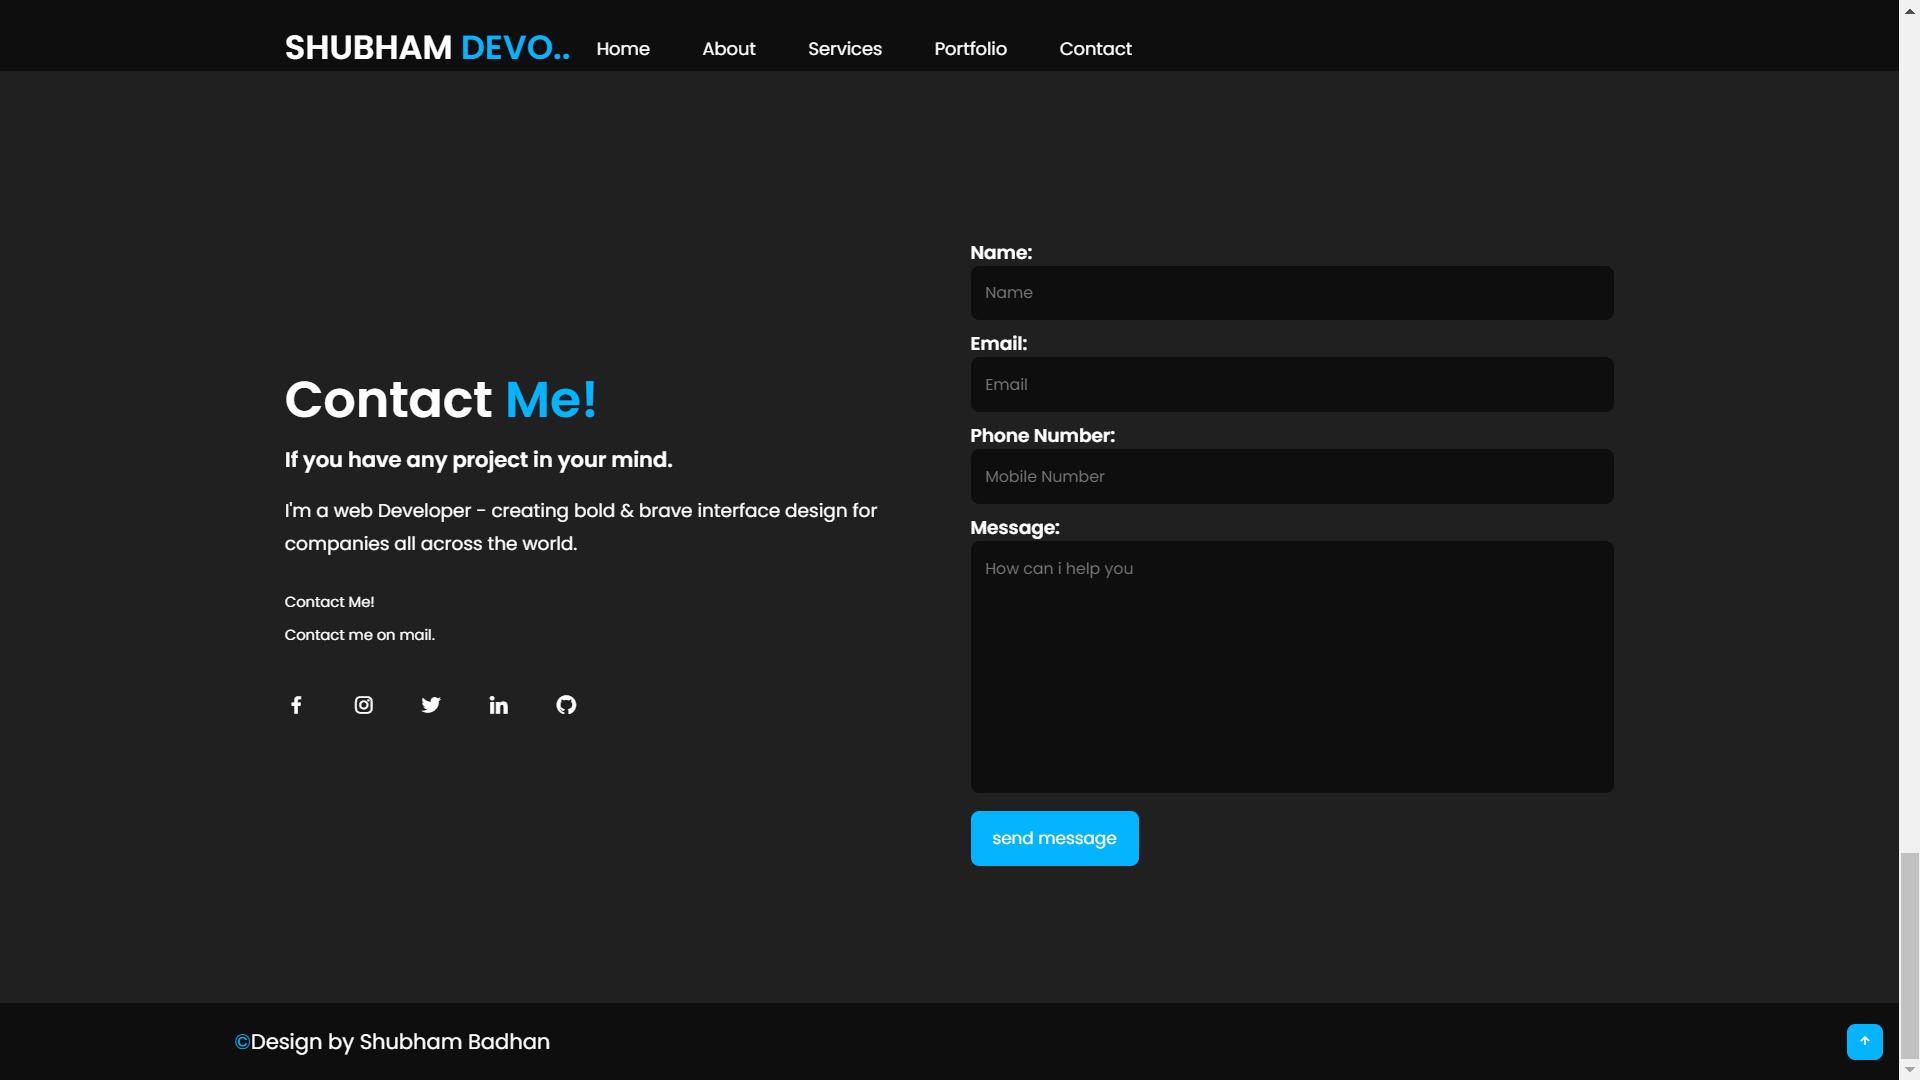 SHUBHAM DEVO.. Home About Services Portfolio Contact
Contact Me!
If you have any project in your mind.
I'm a web Developer - creating bold & brave interface design for
companies all across the world.
Contact Me!
Contact me on mail.
Name:
Name
Email:
Email
Phone Number:
Mobile Number
Message:
How can i help you
send message
©Design by Shubham Badhan